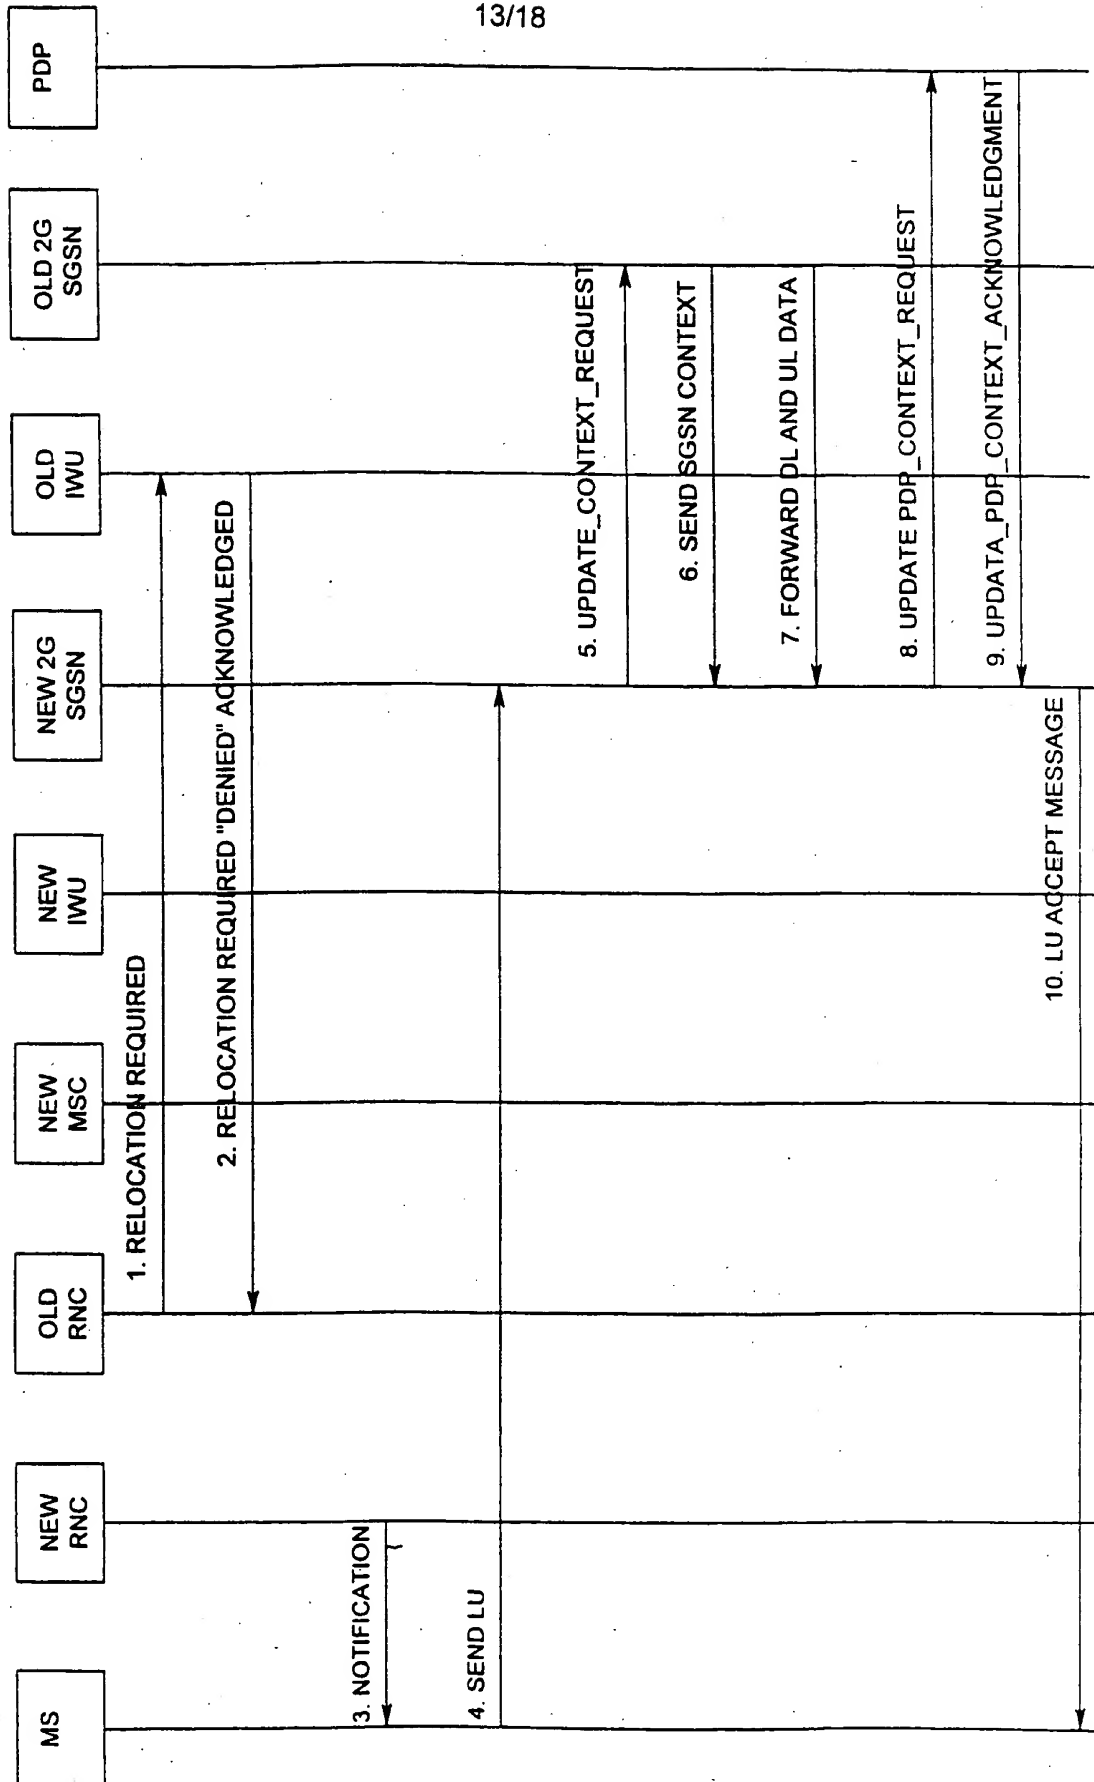 13/18
MS
NEW
RNC
OLD
RNC
NEW
MSC
NEW
IWU
NEW 2G
SGSN
OLD
IWU
OLD 2G
SGSN
PDP
1. RELOCATION REQUIRED
2. RELOCATION REQUIRED "DENIED" ACKNOWLEDGED
3. NOTIFICATION
4. SEND LU
5. UPDATE_CONTEXT_REQUEST
6. SEND SGSN CONTEXT
7. FORWARD DL AND UL DATA
8. UPDATE PDP_CONTEXT_REQUEST
9. UPDATA_PDP_CONTEXT_ACKNOWLEDGMENT
10. LU ACCEPT MESSAGE